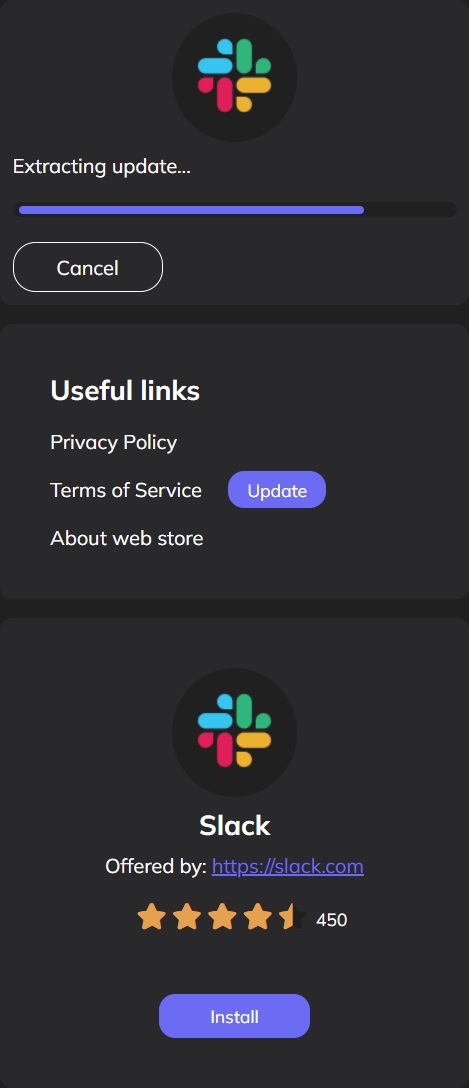 Extracting update...
Cancel
Useful links
Privacy Policy
Terms of Service
Update
About web store
Slack
Offered by: https://slack.com
450
Install